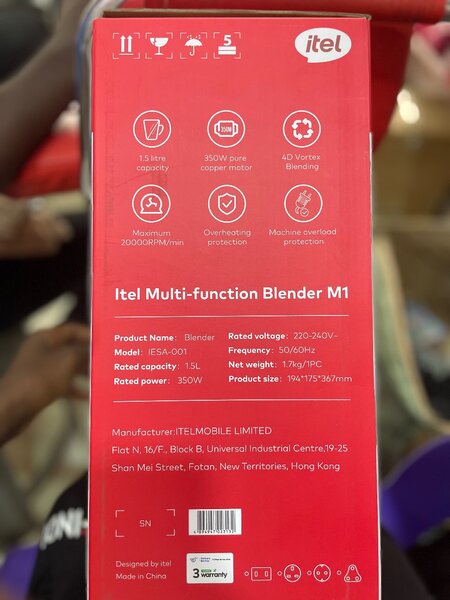 5
itel
350W
1.5 litre
capacity
350W pure
copper motor
4D Vortex
Blending
Maximum
20000RPM/min
Overheating
protection
Machine overload
protection
Itel Multi-function Blender M1
Product Name: Blender
Model: IESA-001
Rated capacity: 1.5L
Rated power: 350W
Rated voltage: 220-240V~
Frequency: 50/60Hz
Net weight: 1.7kg/1PC
Product size: 194*175*367mm
Manufacturer:ITELMOBILE LIMITED
Flat N, 16/F., Block B, Universal Industrial Centre,19-25
Shan Mei Street, Fotan, New Territories, Hong Kong
SN
Designed by itel
Made in China
3 warranty